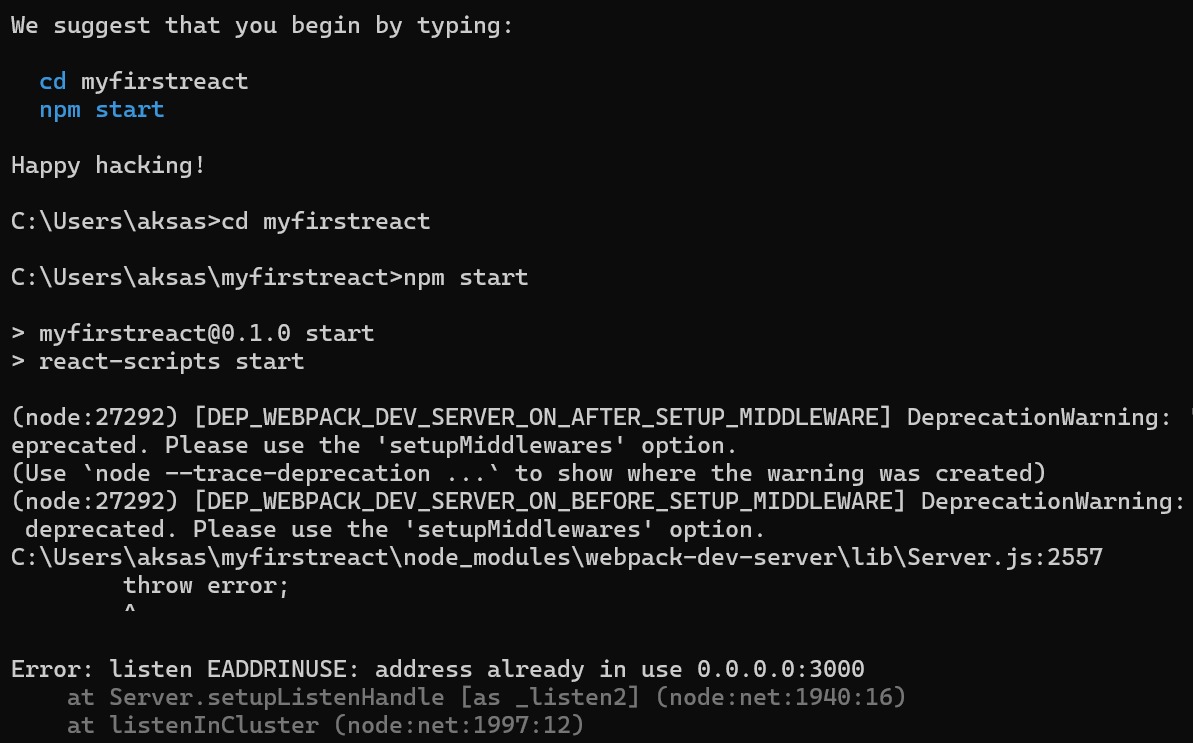 We suggest that you begin by typing:
cd myfirstreact
npm start
Happy hacking!
C:\Users\aksas>cd myfirstreact
C:\Users\aksas\myfirstreact>npm start
> myfirstreact@0.1.0 start
> react-scripts start
(node:27292) [DEP_WEBPACK_DEV_SERVER_ON_AFTER_SETUP_MIDDLEWARE] DeprecationWarning: '
eprecated. Please use the 'setupMiddlewares' option.
(Use `node --trace-deprecation ...` to show where the warning was created)
(node:27292) [DEP_WEBPACK_DEV_SERVER_ON_BEFORE_SETUP_MIDDLEWARE] DeprecationWarning:
deprecated. Please use the 'setupMiddlewares' option.
C:\Users\aksas\myfirstreact\node_modules\webpack-dev-server\lib\Server.js:2557
throw error;
^
Error: listen EADDRINUSE: address already in use 0.0.0.0:3000
at Server.setupListenHandle [as _listen2] (node:net:1940:16)
at listenInCluster (node:net:1997:12)